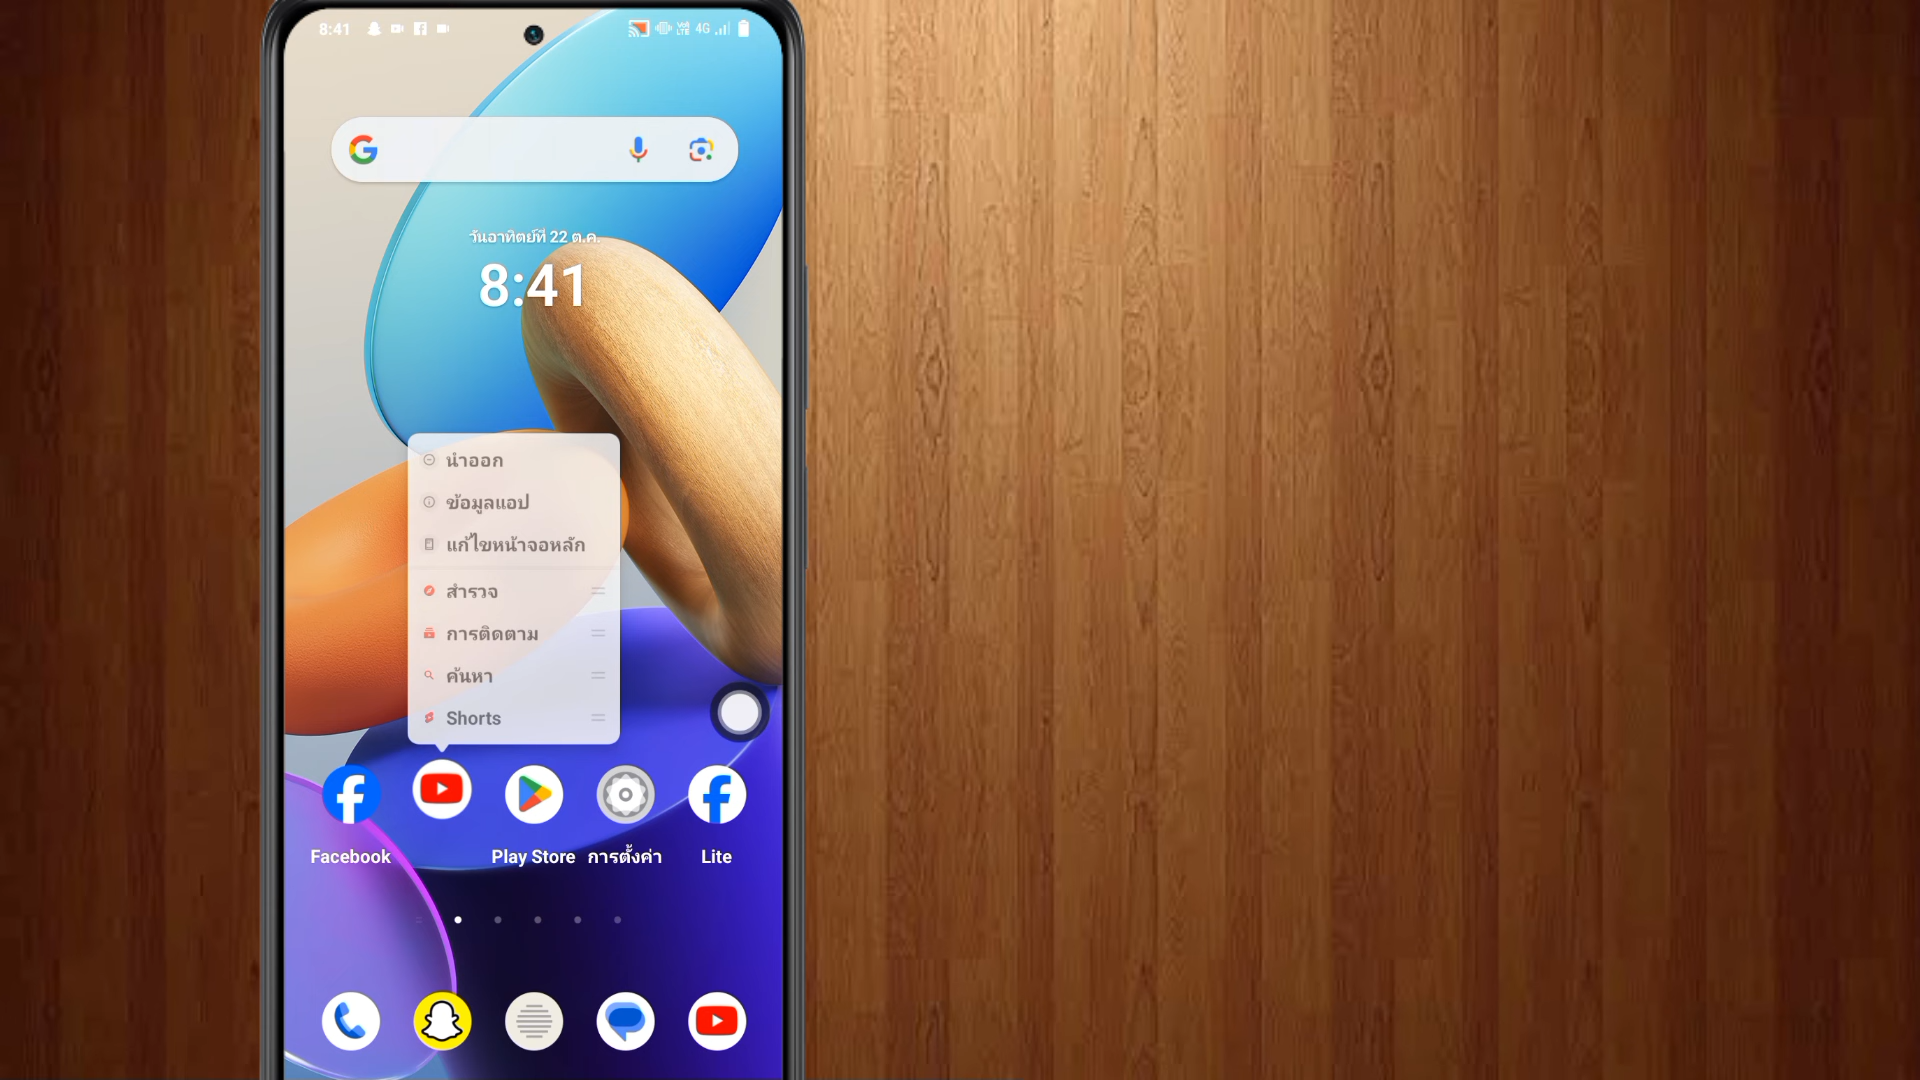 8:41
4G
วันอาทิตย์ที่ 22 ต.ค.
8:41
นำออก
ข้อมูลแอป
แก้ไขหน้าจอหลัก
สำรวจ
การติดตาม
ค้นหา
Shorts
Facebook
Play Store
การตั้งค่า
Lite